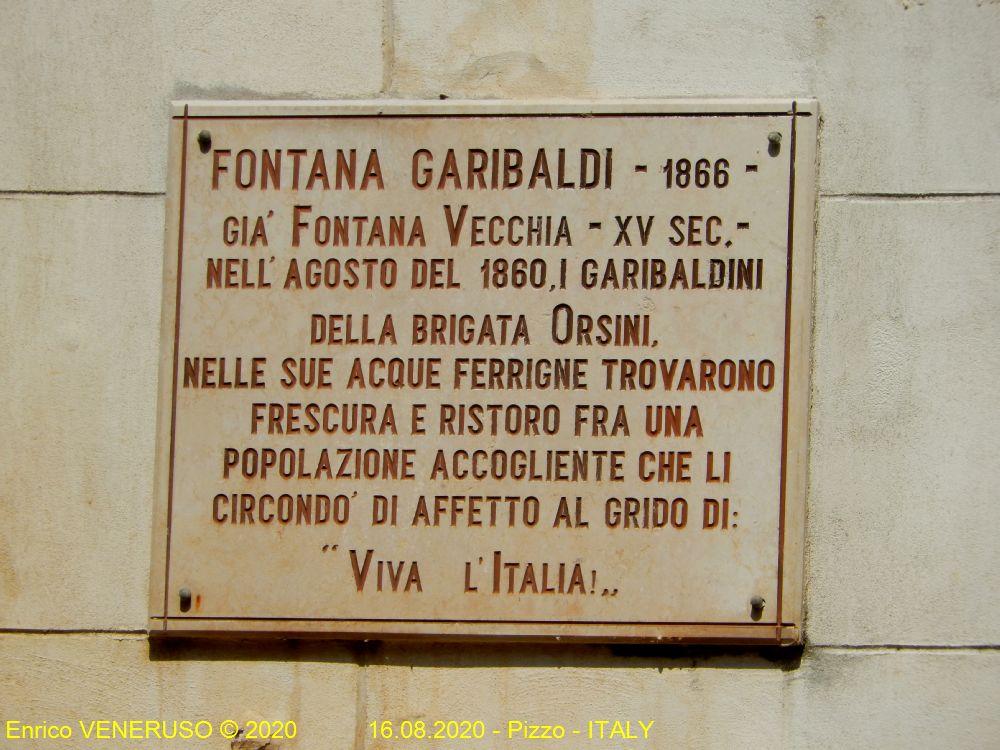 FONTANA GARIBALDI - 1866 -
GIA' FONTANA VECCHIA - XV SEC.-
NELL'AGOSTO DEL 1860, I GARIBALDINI
DELLA BRIGATA ORSINI,
NELLE SUE ACQUE FERRIGNE TROVARONO
FRESCURA E RISTORO FRA UNA
POPOLAZIONE ACCOGLIENTE CHE LI
CIRCONDO' DI AFFETTO AL GRIDO DI:
“VIVA L'ITALIA!„
Enrico VENERUSO © 2020 16.08.2020 - Pizzo - ITALY